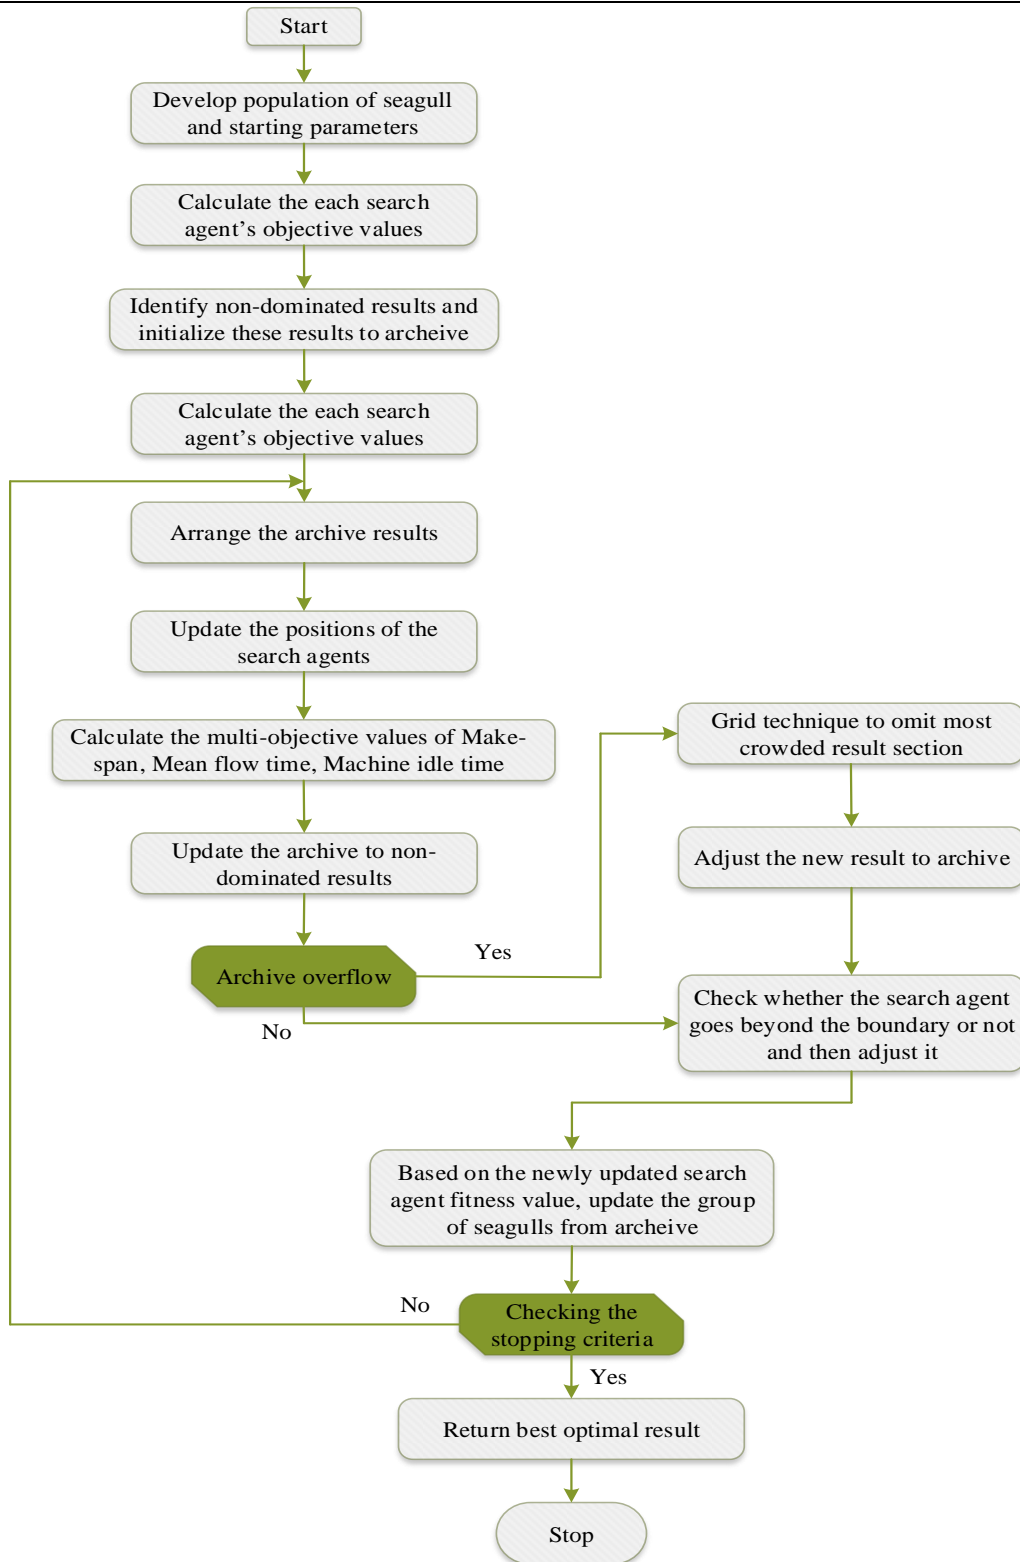 Start
Develop population of seagull
and starting parameters
Calculate the each search
agent’s objective values
Identify non-dominated results and
initialize these results to archeive
Calculate the each search
agent’s objective values
Arrange the archive results
Update the positions of the
search agents
Calculate the multi-objective values of Make-
span, Mean flow time, Machine idle time
Update the archive to non-
dominated results
Archive overflow
Yes
No
Grid technique to omit most
crowded result section
Adjust the new result to archive
Check whether the search agent
goes beyond the boundary or not
and then adjust it
Based on the newly updated search
agent fitness value, update the group
of seagulls from archeive
No
Checking the
stopping criteria
Yes
Return best optimal result
Stop